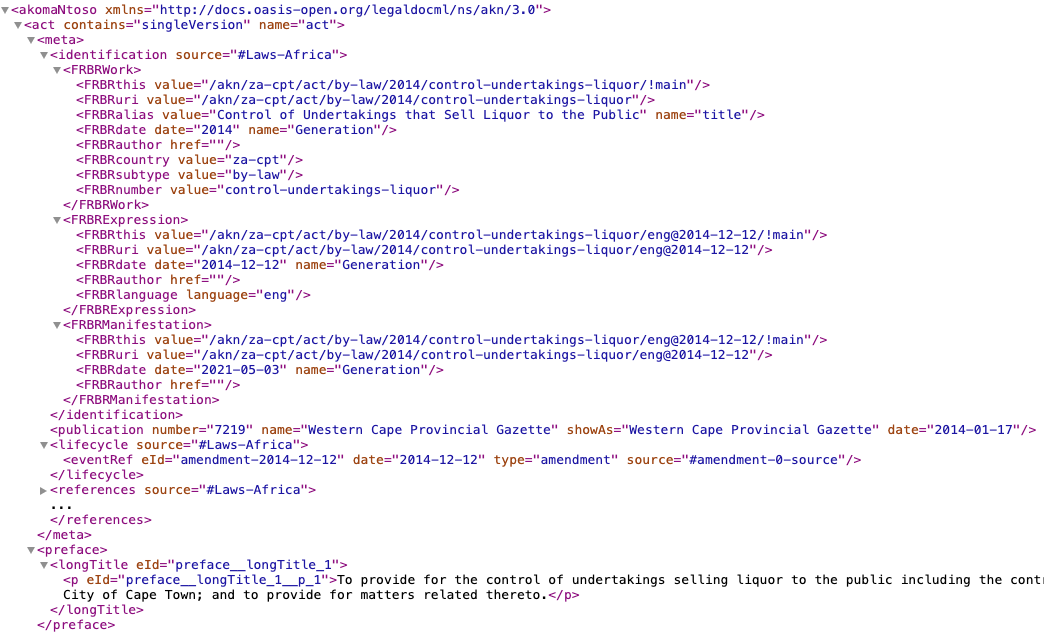 <akomaNtoso xmlns="http://docs.oasis-open.org/legaldocml/ns/akn/3.0">
<act contains="singleVersion" name="act">
<meta>
<identification source="#Laws-Africa">
<FRBRWork>
<FRBRthis value="/akn/za-cpt/act/by-law/2014/control-undertakings-liquor/!main"/>
<FRBRuri value="/akn/za-cpt/act/by-law/2014/control-undertakings-liquor"/>
<FRBRalias value="Control of Undertakings that Sell Liquor to the Public" name="title"/>
<FRBRdate date="2014" name="Generation"/>
<FRBRauthor href=""/>
<FRBRcountry value="za-cpt"/>
<FRBRsubtype value="by-law"/>
<FRBRnumber value="control-undertakings-liquor"/>
</FRBRWork>
<FRBRExpression>
<FRBRthis value="/akn/za-cpt/act/by-law/2014/control-undertakings-liquor/eng@2014-12-12/!main"/>
<FRBRuri value="/akn/za-cpt/act/by-law/2014/control-undertakings-liquor/eng@2014-12-12"/>
<FRBRdate date="2014-12-12" name="Generation"/>
<FRBRauthor href=""/>
<FRBRlanguage language="eng"/>
</FRBRExpression>
<FRBRManifestation>
<FRBRthis value="/akn/za-cpt/act/by-law/2014/control-undertakings-liquor/eng@2014-12-12/!main"/>
<FRBRuri value="/akn/za-cpt/act/by-law/2014/control-undertakings-liquor/eng@2014-12-12"/>
<FRBRdate date="2021-05-03" name="Generation"/>
<FRBRauthor href=""/>
</FRBRManifestation>
</identification>
<publication number="7219" name="Western Cape Provincial Gazette" showAs="Western Cape Provincial Gazette" date="2014-01-17"/>
<lifecycle source="#Laws-Africa">
<eventRef eId="amendment-2014-12-12" date="2014-12-12" type="amendment" source="#amendment-0-source"/>
</lifecycle>
<references source="#Laws-Africa">
...
</references>
</meta>
<preface>
<longTitle eId="preface__longTitle_1">
<p eId="preface__longTitle_1__p_1">To provide for the control of undertakings selling liquor to the public including the
City of Cape Town; and to provide for matters related thereto.</p>
</longTitle>
</preface>